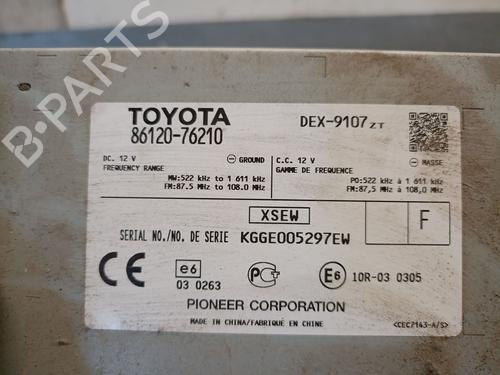 TOYOTA
86120-76210
DEX-9107 ZT
DC. 12 V
GROUND
FREQUENCY RANGE
MW:522 kHz to 1 611 kHz
FM:87.5 MHz to 108.0 MHz
C.C. 12 V
MASSE
GAMME DE FREQUENCE
PO:522 kHz à 1 611 kHz
FM:87,5 MHz à 108,0 MHz
XSEW
F
SERIAL NO./NO. DE SERIE KGGE005297EW
CE
e6
03 0263
E6
10R-03 0305
PIONEER CORPORATION
MADE IN CHINA/FABRIQUÉ EN CHINE
<CEC7143-A/S>